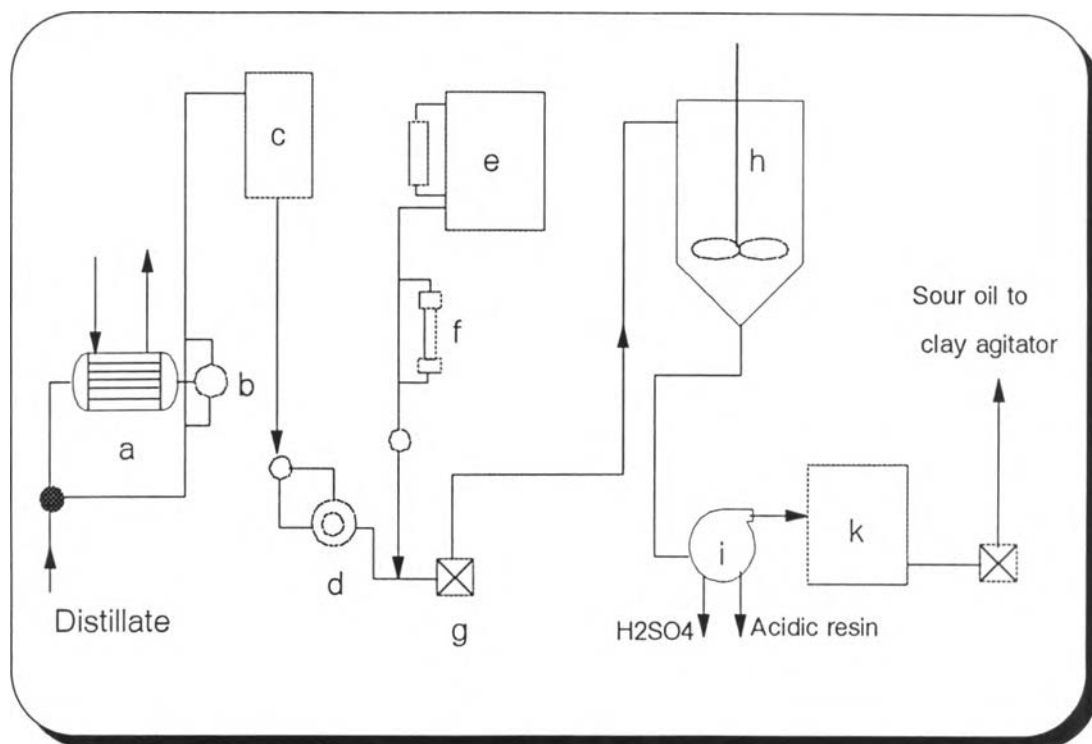 c
e
h
f
Sour oil to
clay agitator
b
a
d
i
k
Distillate
g
H2SO4
Acidic resin